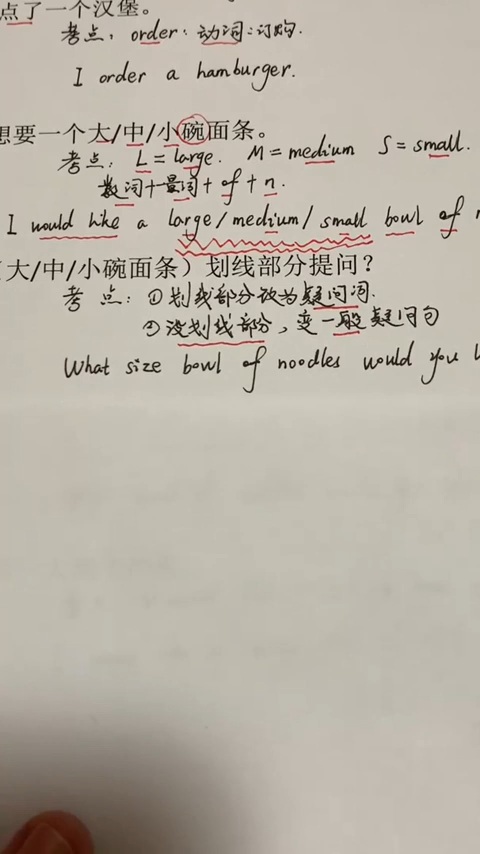 点了一个汉堡。
考点：order：动词：订购.
I order a hamburger.
想要一个大/中/小碗面条。
考点：L = large. M = medium S = small.
数词+量词+of+n.
I would like a large/medium/small bowl of
（大/中/小碗面条）划线部分提问？
考点：①划线部分改为疑问词.
②没划线部分，变一般疑问句
What size bowl of noodles would you